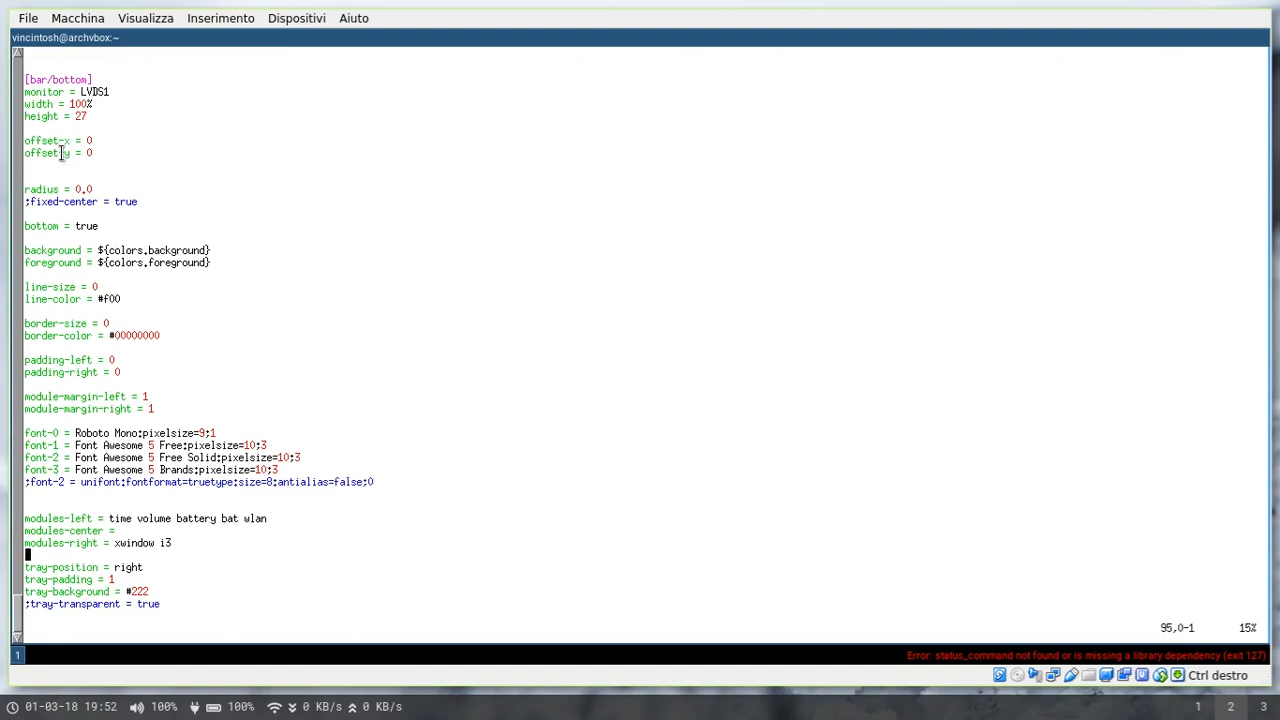 File Macchina Visualizza Inserimento Dispositivi Aiuto
vincintosh@archvbox:~
[bar/bottom]
monitor = LVDS1
width = 100%
height = 27
offset-x = 0
offset-y = 0
radius = 0.0
;fixed-center = true
bottom = true
background = ${colors.background}
foreground = ${colors.foreground}
line-size = 0
line-color = #f00
border-size = 0
border-color = #00000000
padding-left = 0
padding-right = 0
module-margin-left = 1
module-margin-right = 1
font-0 = Roboto Mono:pixelsize=9;1
font-1 = Font Awesome 5 Free:pixelsize=10;3
font-2 = Font Awesome 5 Free Solid:pixelsize=10;3
font-3 = Font Awesome 5 Brands:pixelsize=10;3
;font-2 = unifont:fontformat=truetype:size=8:antialias=false;0
modules-left = time volume battery bat wlan
modules-center =
modules-right = xwindow i3
tray-position = right
tray-padding = 1
tray-background = #222
;tray-transparent = true
95,0-1 15%
1 Error: status_command not found or is missing a library dependency (exit 127)
Ctrl destro
01-03-18 19:52 100% 100% 0 KB/s 0 KB/s 1 2 3